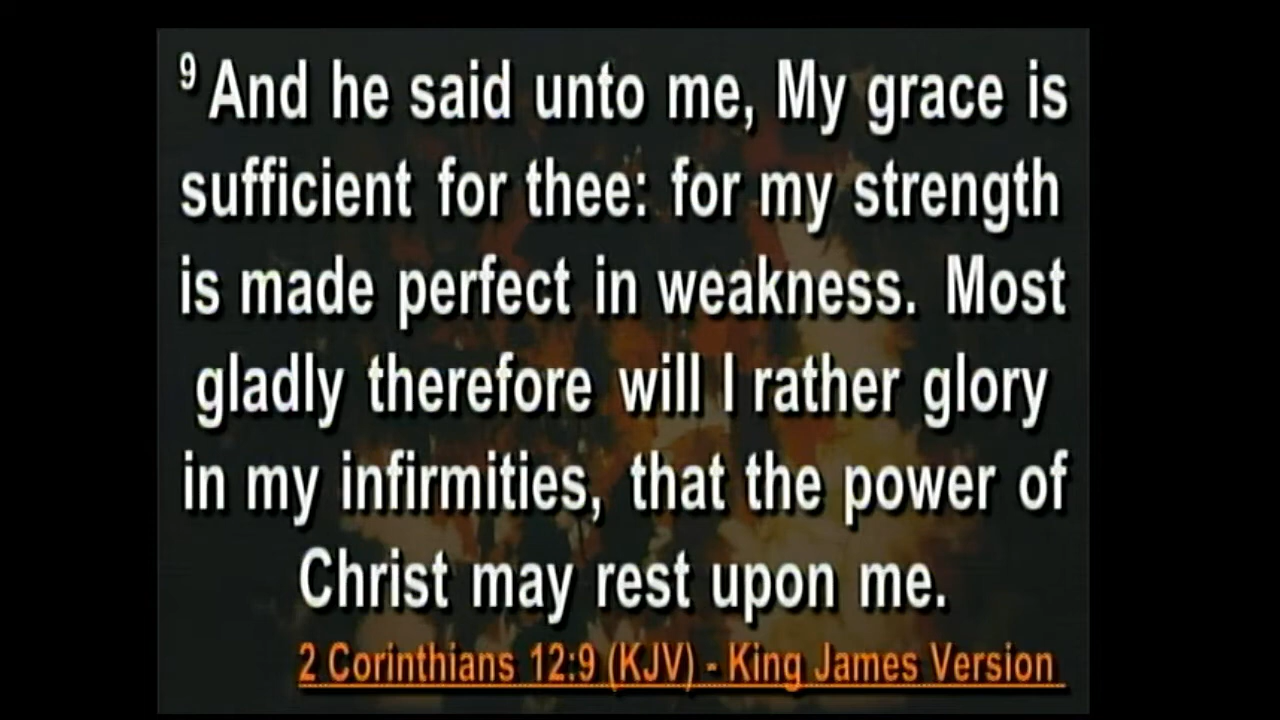 9 And he said unto me, My grace is
sufficient for thee: for my strength
is made perfect in weakness. Most
gladly therefore will I rather glory
in my infirmities, that the power of
Christ may rest upon me.
2 Corinthians 12:9 (KJV) - King James Version